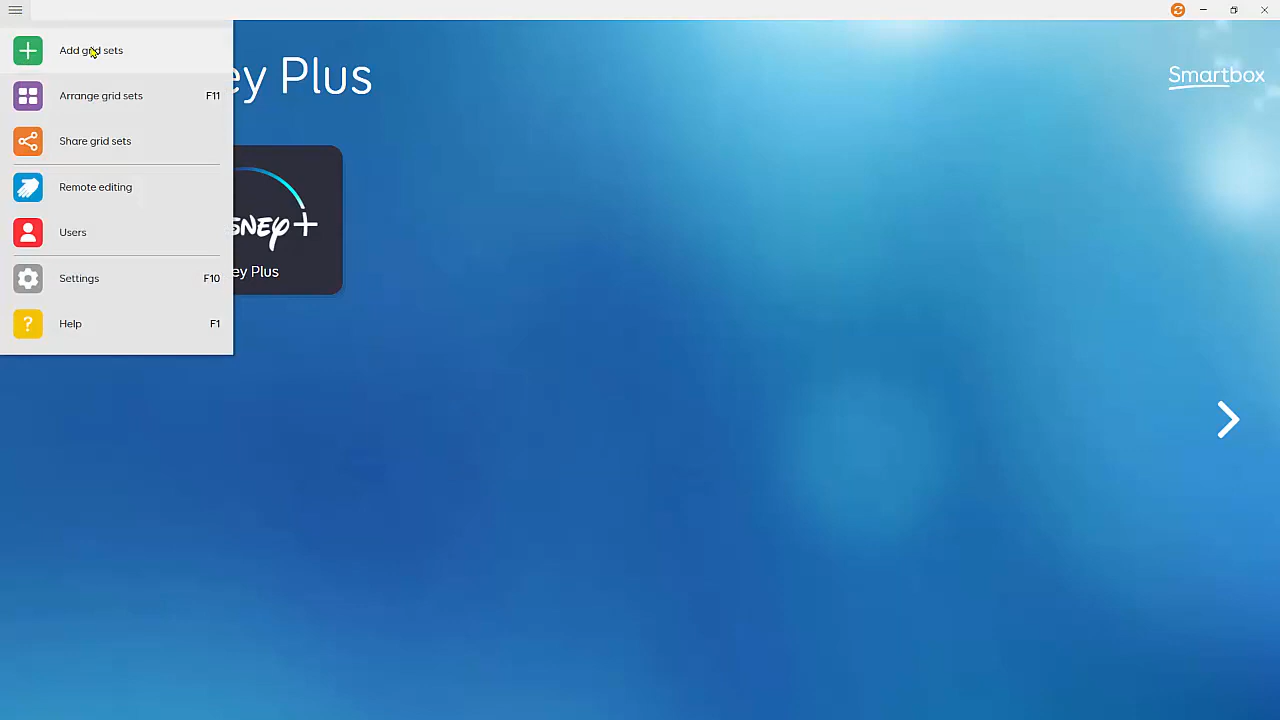 Add grid sets
ey Plus
Smartbox
Arrange grid sets F11
Share grid sets
Remote editing
Users
SNEY+
ey Plus
Settings F10
? Help F1